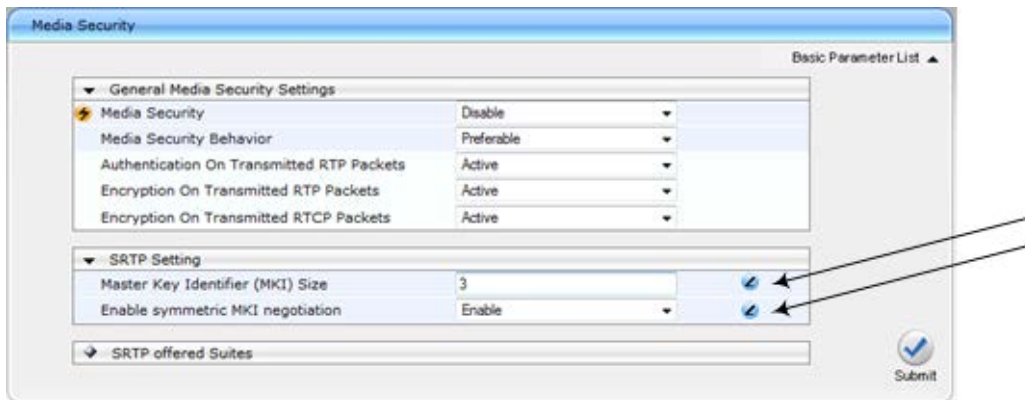 Media Security
Basic Parameter List
General Media Security Settings
Media Security Disable
Media Security Behavior Preferable
Authentication On Transmitted RTP Packets Active
Encryption On Transmitted RTP Packets Active
Encryption On Transmitted RTCP Packets Active
SRTP Setting
Master Key Identifier (MKI) Size 3
Enable symmetric MKI negotiation Enable
SRTP offered Suites
Submit